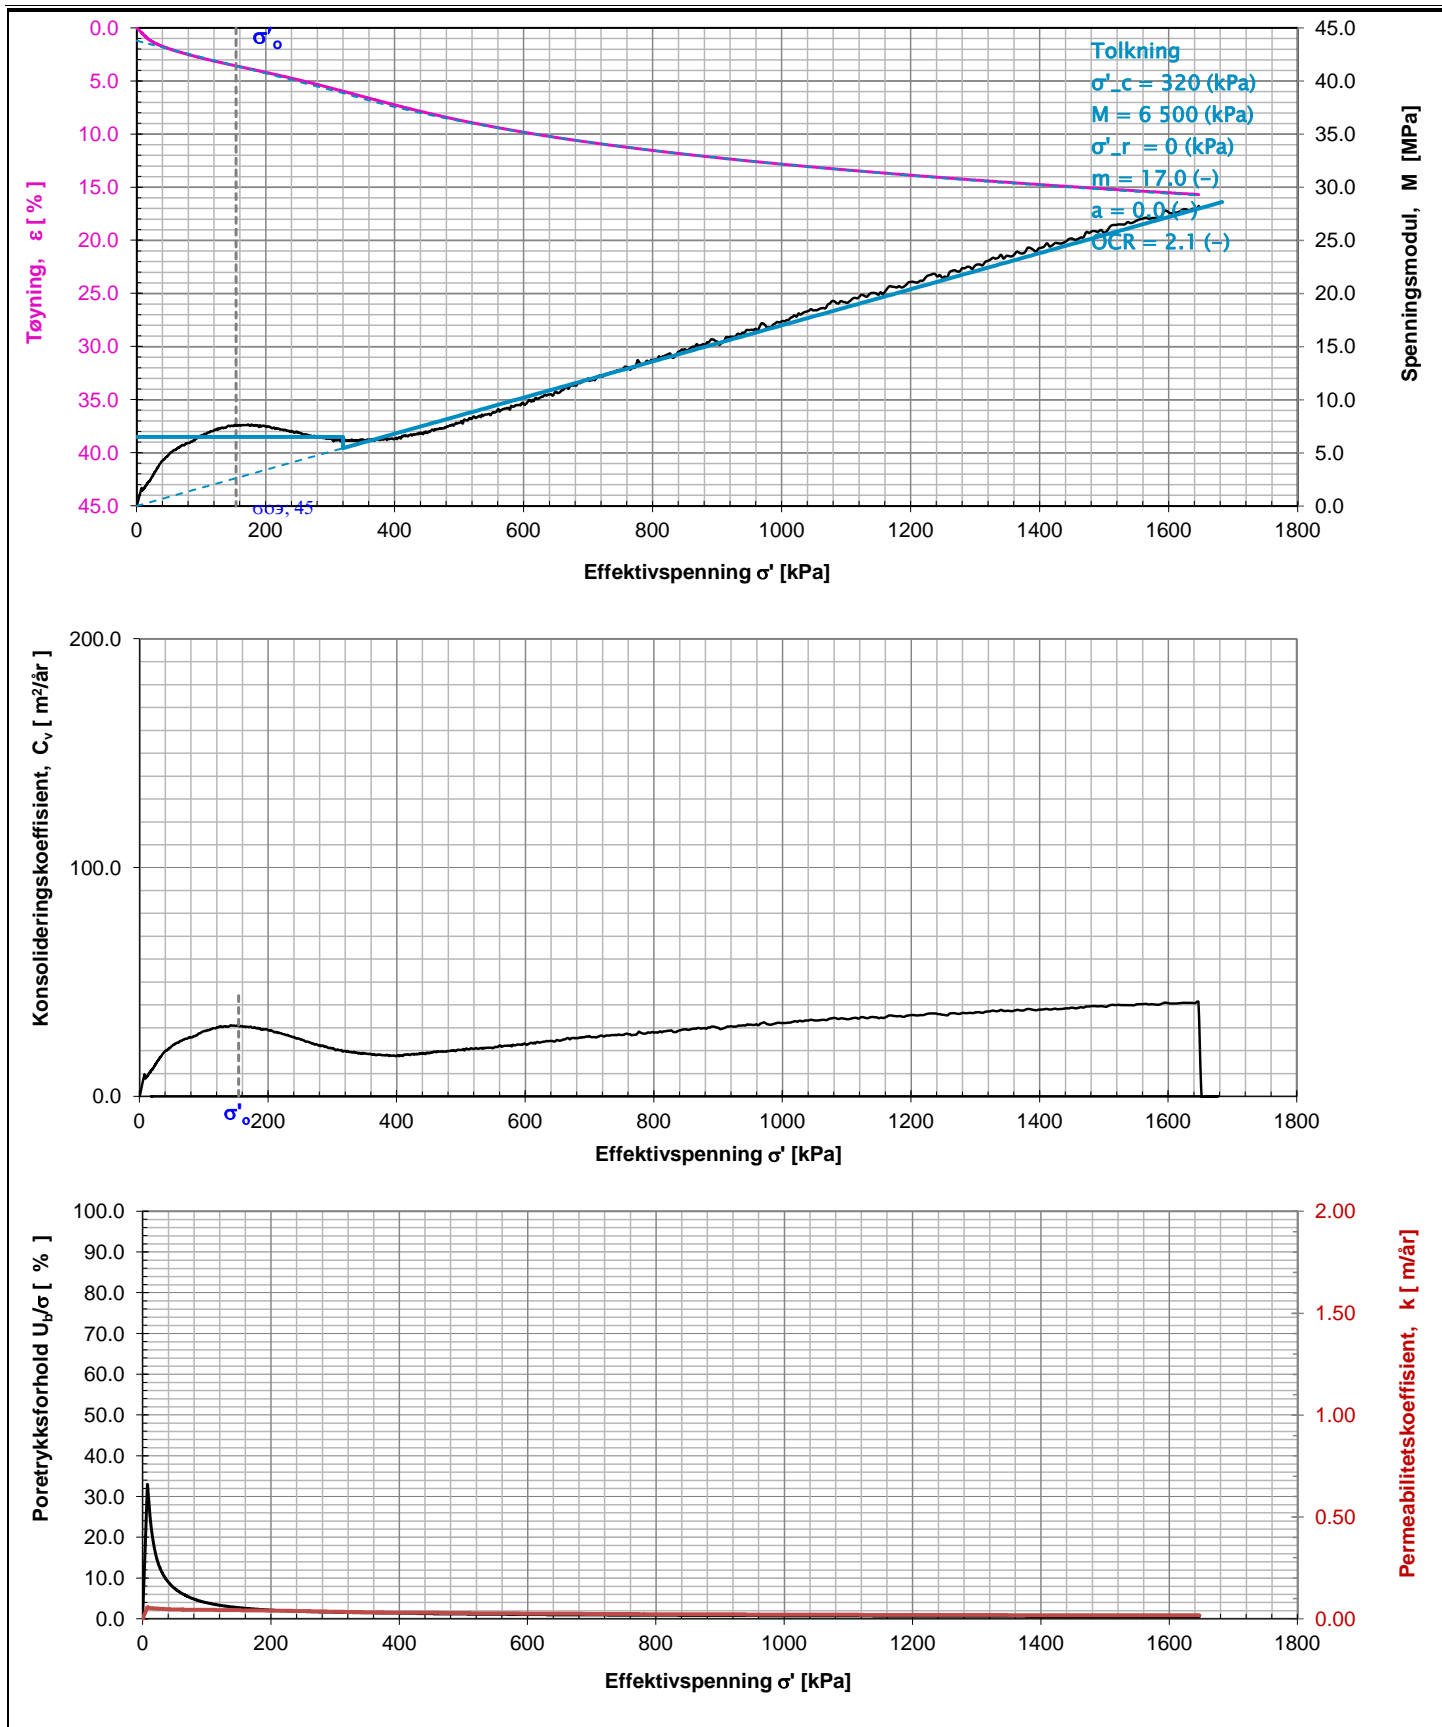 σ'o
Tolkning
σ'_c = 320 (kPa)
M = 6 500 (kPa)
σ'_r = 0 (kPa)
m = 17.0 (-)
a = 0.0 (-)
OCR = 2.1 (-)
0.0
5.0
10.0
15.0
20.0
25.0
30.0
35.0
40.0
45.0
Tøyning, ε [ % ]
45.0
40.0
35.0
30.0
25.0
20.0
15.0
10.0
5.0
0.0
Spenningsmodul, M [MPa]
45
0 200 400 600 800 1000 1200 1400 1600 1800
Effektivspenning σ' [kPa]
200.0
100.0
0.0
Konsolideringskoeffisient, Cv [ m²/år ]
σ'o
0 200 400 600 800 1000 1200 1400 1600 1800
Effektivspenning σ' [kPa]
100.0
90.0
80.0
70.0
60.0
50.0
40.0
30.0
20.0
10.0
0.0
Poretrykksforhold Ub/σ [ % ]
2.00
1.50
1.00
0.50
0.00
Permeabilitetskoeffisient, k [ m/år]
0 200 400 600 800 1000 1200 1400 1600 1800
Effektivspenning σ' [kPa]